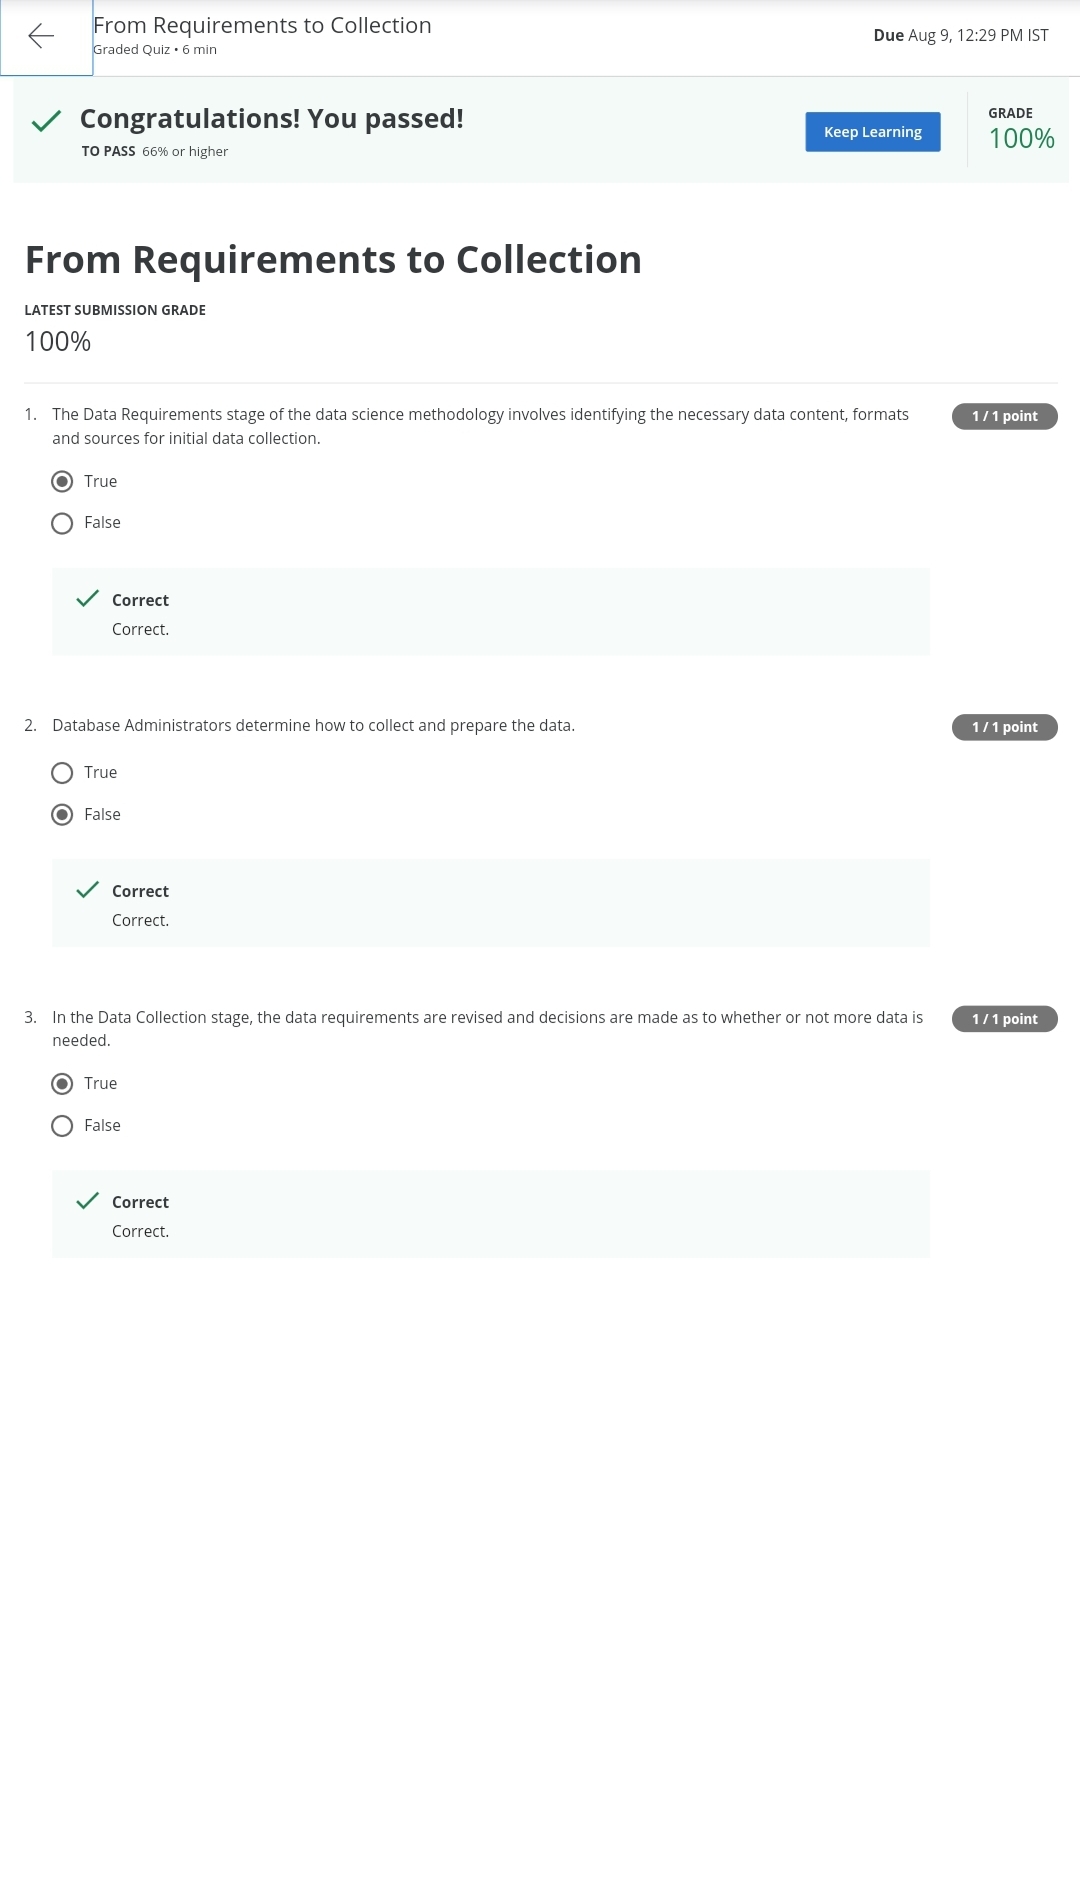 From Requirements to Collection
Graded Quiz • 6 min
Due Aug 9, 12:29 PM IST
Congratulations! You passed!
TO PASS 66% or higher
Keep Learning
GRADE
100%
From Requirements to Collection
LATEST SUBMISSION GRADE
100%
1. The Data Requirements stage of the data science methodology involves identifying the necessary data content, formats
and sources for initial data collection.
1 / 1 point
True
False
Correct
Correct.
2. Database Administrators determine how to collect and prepare the data.
1 / 1 point
True
False
Correct
Correct.
3. In the Data Collection stage, the data requirements are revised and decisions are made as to whether or not more data is
needed.
1 / 1 point
True
False
Correct
Correct.